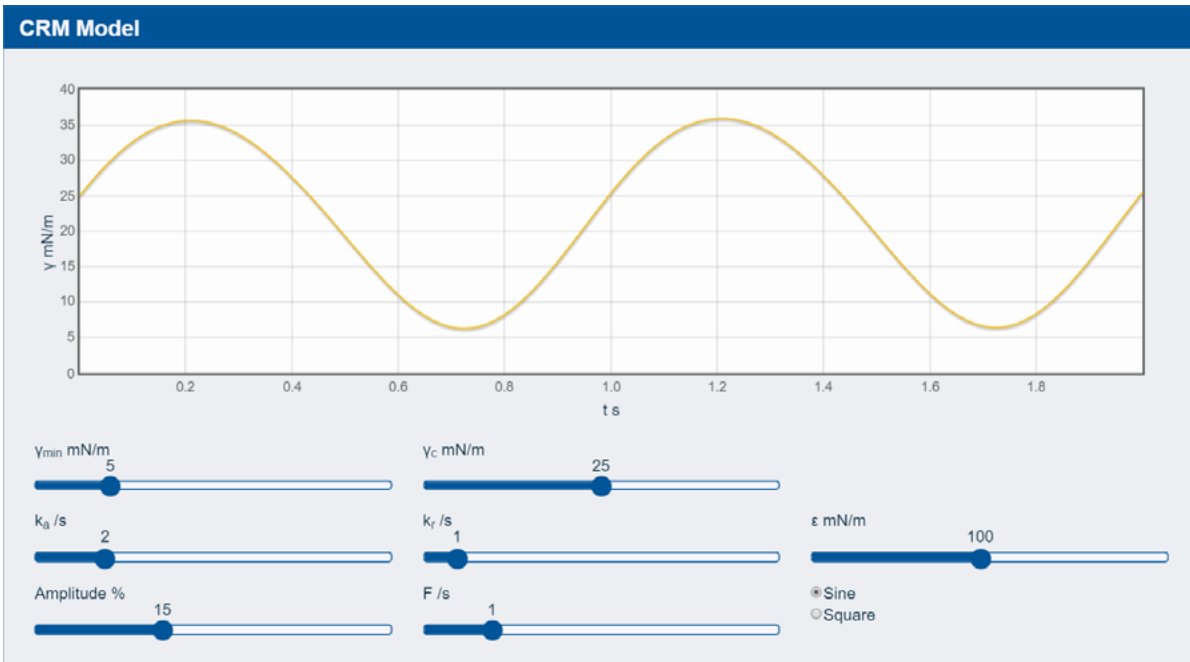 CRM Model
40
35
30
25
20
15
10
5
0
γ mN/m
0.2 0.4 0.6 0.8 1.0 1.2 1.4 1.6 1.8
t s
γmin mN/m
5
γc mN/m
25
ka /s
2
kr /s
1
ε mN/m
100
Amplitude %
15
F /s
1
Sine
Square